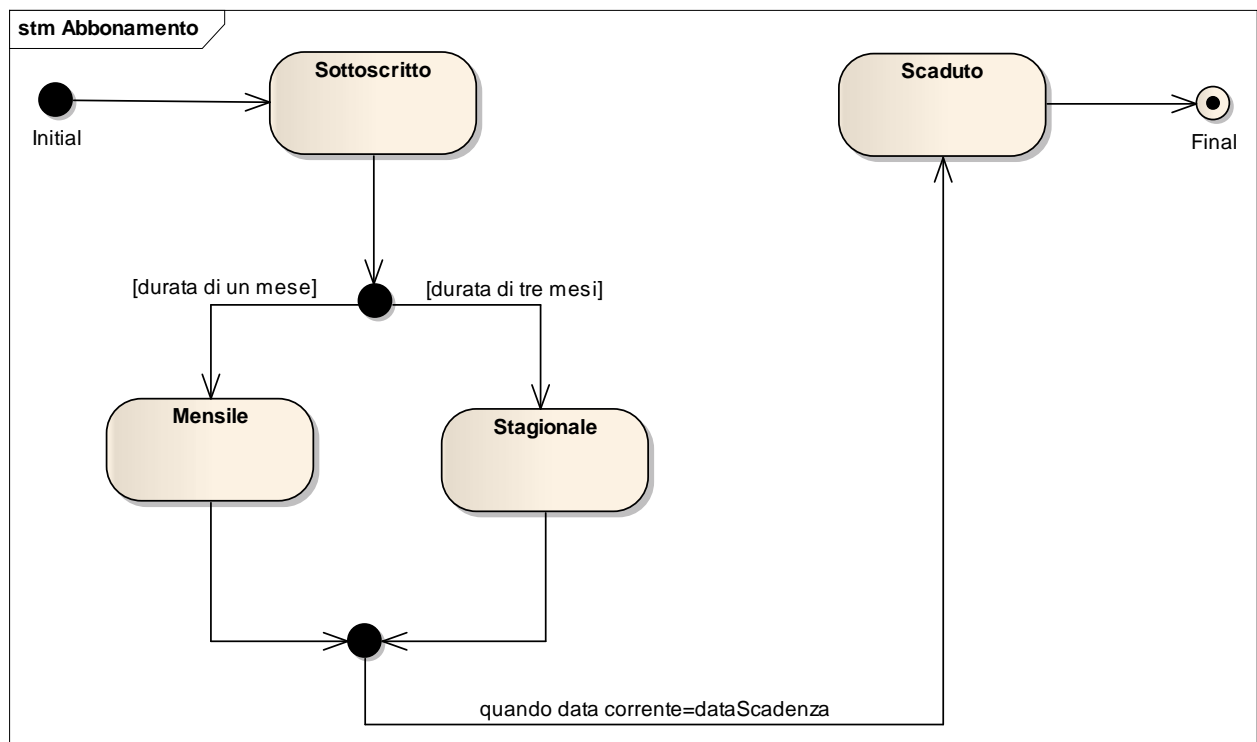 stm Abbonamento
Sottoscritto
Scaduto
Initial
Final
[durata di un mese]
[durata di tre mesi]
Mensile
Stagionale
quando data corrente=dataScadenza